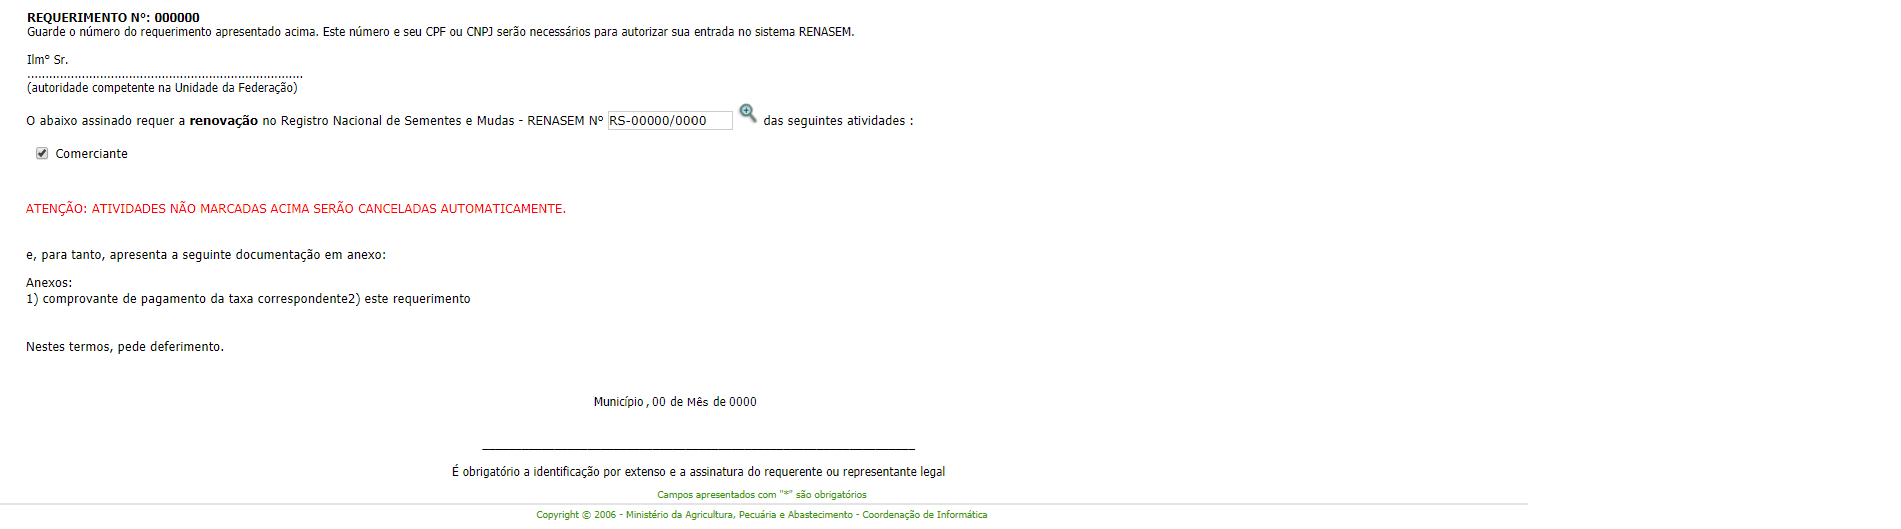 REQUERIMENTO Nº: 000000
Guarde o número do requerimento apresentado acima. Este número e seu CPF ou CNPJ serão necessários para autorizar sua entrada no sistema RENASEM.
Ilmº Sr.
............................................................................
(autoridade competente na Unidade da Federação)
O abaixo assinado requer a renovação no Registro Nacional de Sementes e Mudas - RENASEM Nº RS-00000/0000 das seguintes atividades :
Comerciante
ATENÇÃO: ATIVIDADES NÃO MARCADAS ACIMA SERÃO CANCELADAS AUTOMATICAMENTE.
e, para tanto, apresenta a seguinte documentação em anexo:
Anexos:
1) comprovante de pagamento da taxa correspondente2) este requerimento
Nestes termos, pede deferimento.
Município , 00 de Mês de 0000
É obrigatório a identificação por extenso e a assinatura do requerente ou representante legal
Campos apresentados com "*" são obrigatórios
Copyright © 2006 - Ministério da Agricultura, Pecuária e Abastecimento - Coordenação de Informática